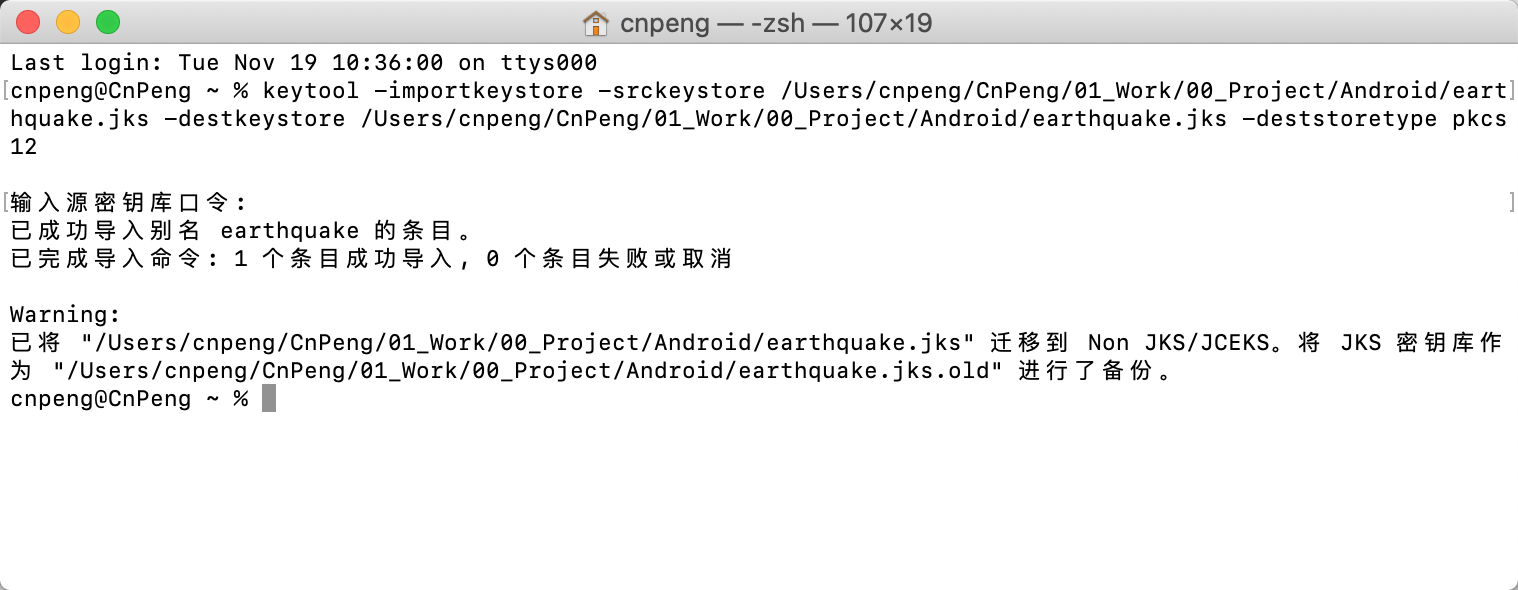 cnpeng — -zsh — 107×19
Last login: Tue Nov 19 10:36:00 on ttys000
[cnpeng@CnPeng ~ % keytool -importkeystore -srckeystore /Users/cnpeng/CnPeng/01_Work/00_Project/Android/eart]
hquake.jks -destkeystore /Users/cnpeng/CnPeng/01_Work/00_Project/Android/earthquake.jks -deststoretype pkcs
12
[输入源密钥库口令: ]
已成功导入别名 earthquake 的条目。
已完成导入命令: 1 个条目成功导入, 0 个条目失败或取消
Warning:
已将 "/Users/cnpeng/CnPeng/01_Work/00_Project/Android/earthquake.jks" 迁移到 Non JKS/JCEKS。将 JKS 密钥库作
为 "/Users/cnpeng/CnPeng/01_Work/00_Project/Android/earthquake.jks.old" 进行了备份。
cnpeng@CnPeng ~ %